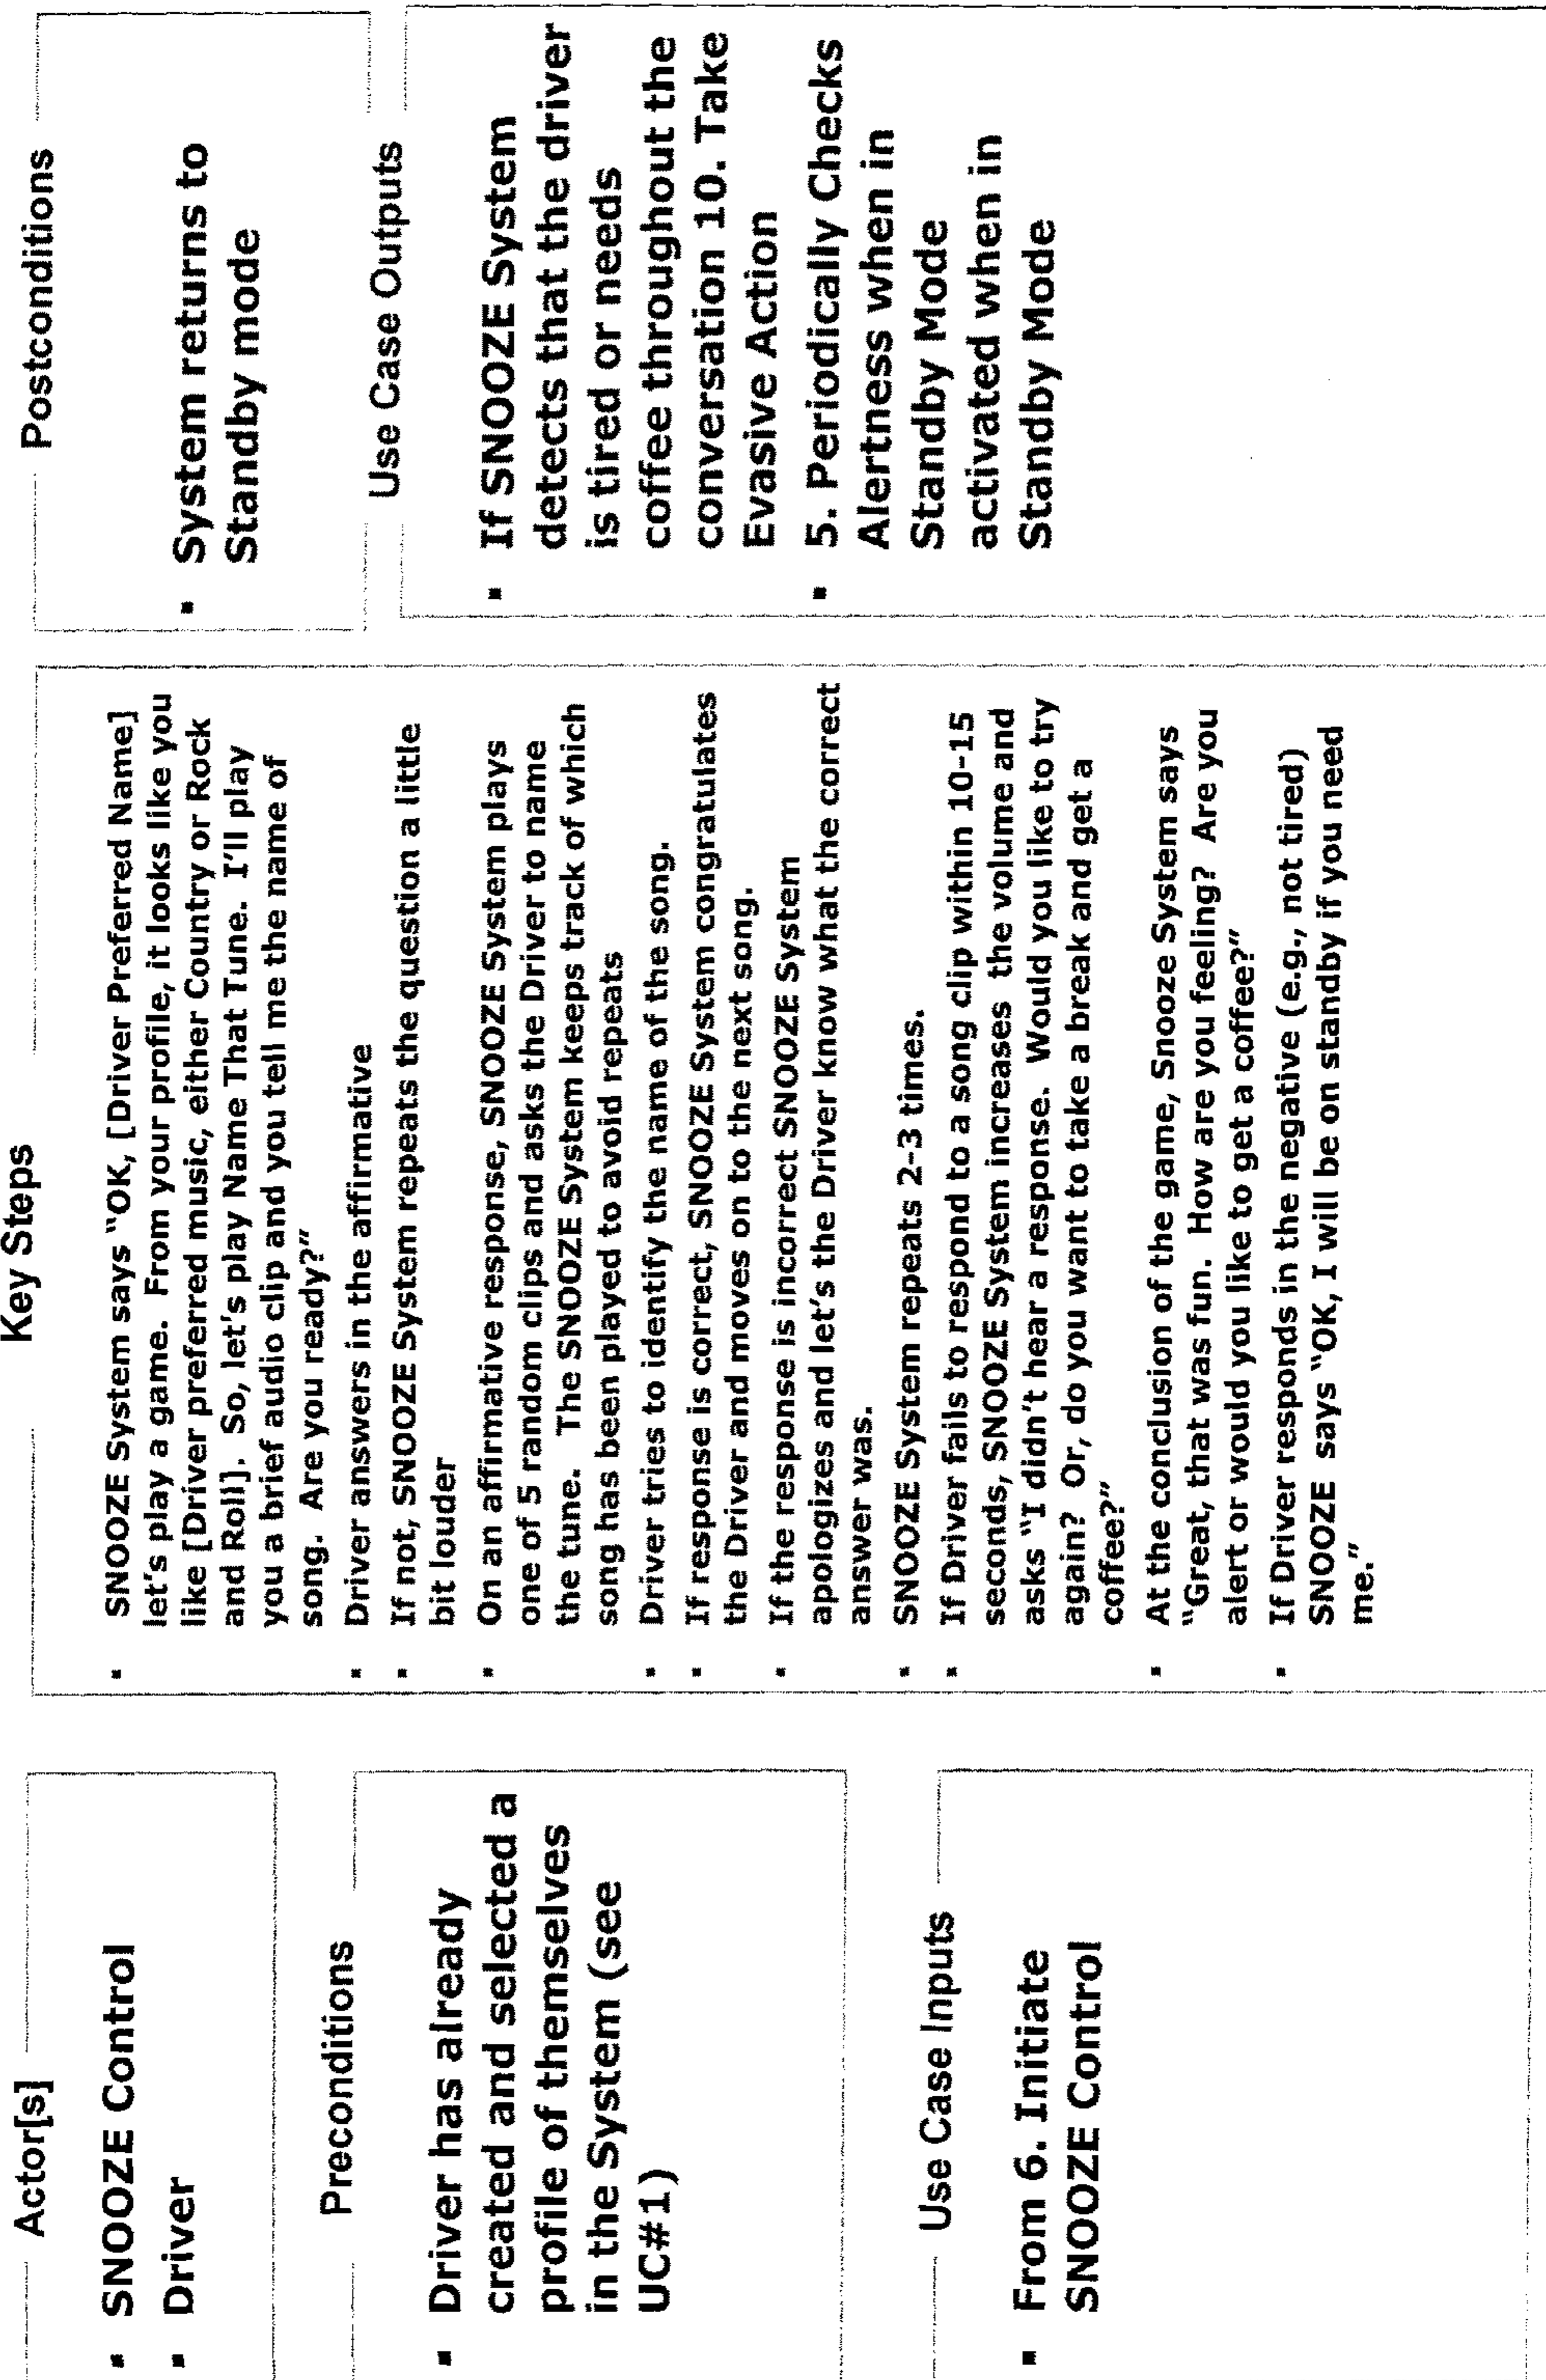 Actor[s]
▪ SNOOZE Control
▪ Driver
Preconditions
▪ Driver has already
created and selected a
profile of themselves
in the System (see
UC#1)
Use Case Inputs
▪ From 6. Initiate
SNOOZE Control
Key Steps
▪ SNOOZE System says "OK, [Driver Preferred Name]
let's play a game. From your profile, it looks like you
like [Driver preferred music, either Country or Rock
and Roll]. So, let's play Name That Tune. I'll play
you a brief audio clip and you tell me the name of
song. Are you ready?"
▪ Driver answers in the affirmative
▪ If not, SNOOZE System repeats the question a little
bit louder
▪ On an affirmative response, SNOOZE System plays
one of 5 random clips and asks the Driver to name
the tune. The SNOOZE System keeps track of which
song has been played to avoid repeats
▪ Driver tries to identify the name of the song.
▪ If response is correct, SNOOZE System congratulates
the Driver and moves on to the next song.
▪ If the response is incorrect SNOOZE System
apologizes and let's the Driver know what the correct
answer was.
▪ SNOOZE System repeats 2-3 times.
▪ If Driver fails to respond to a song clip within 10-15
seconds, SNOOZE System increases the volume and
asks "I didn't hear a response. Would you like to try
again? Or, do you want to take a break and get a
coffee?"
▪ At the conclusion of the game, Snooze System says
"Great, that was fun. How are you feeling? Are you
alert or would you like to get a coffee?"
▪ If Driver responds in the negative (e.g., not tired)
SNOOZE says "OK, I will be on standby if you need
me."
Postconditions
▪ System returns to
Standby mode
Use Case Outputs
▪ If SNOOZE System
detects that the driver
is tired or needs
coffee throughout the
conversation 10. Take
Evasive Action
▪ 5. Periodically Checks
Alertness when in
Standby Mode
activated when in
Standby Mode